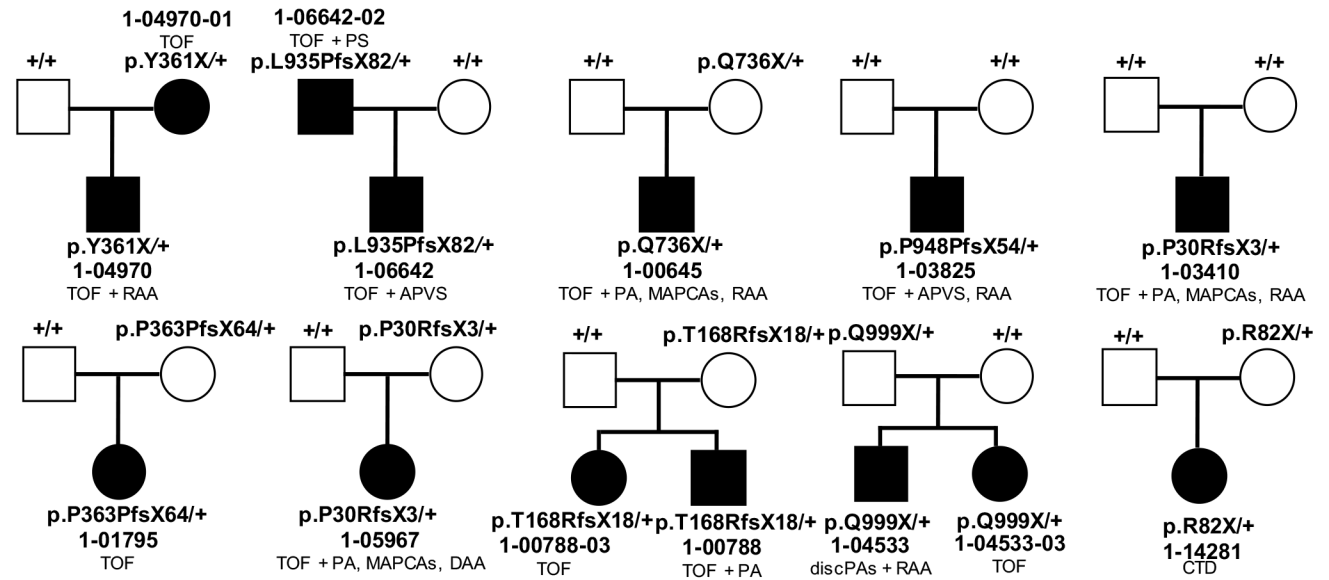 1-04970-01
TOF
+/+ p.Y361X/+
p.Y361X/+
1-04970
TOF + RAA
1-06642-02
TOF + PS
p.L935PfsX82/+ +/+
p.L935PfsX82/+
1-06642
TOF + APVS
+/+ p.Q736X/+
p.Q736X/+
1-00645
TOF + PA, MAPCAs, RAA
+/+ +/+
p.P948PfsX54/+
1-03825
TOF + APVS, RAA
+/+ +/+
p.P30RfsX3/+
1-03410
TOF + PA, MAPCAs, RAA
+/+ p.P363PfsX64/+
p.P363PfsX64/+
1-01795
TOF
+/+ p.P30RfsX3/+
p.P30RfsX3/+
1-05967
TOF + PA, MAPCAs, DAA
+/+ p.T168RfsX18/+
p.T168RfsX18/+ p.T168RfsX18/+
1-00788-03 1-00788
TOF TOF + PA
p.Q999X/+ +/+
p.Q999X/+ p.Q999X/+
1-04533 1-04533-03
discPAs + RAA TOF
+/+ p.R82X/+
p.R82X/+
1-14281
CTD